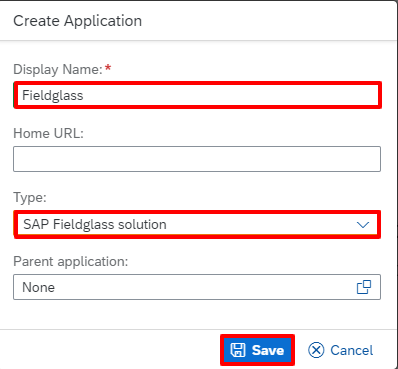 Create Application
Display Name:*
Fieldglass
Home URL:
Type:
SAP Fieldglass solution
Parent application:
None
Save Cancel